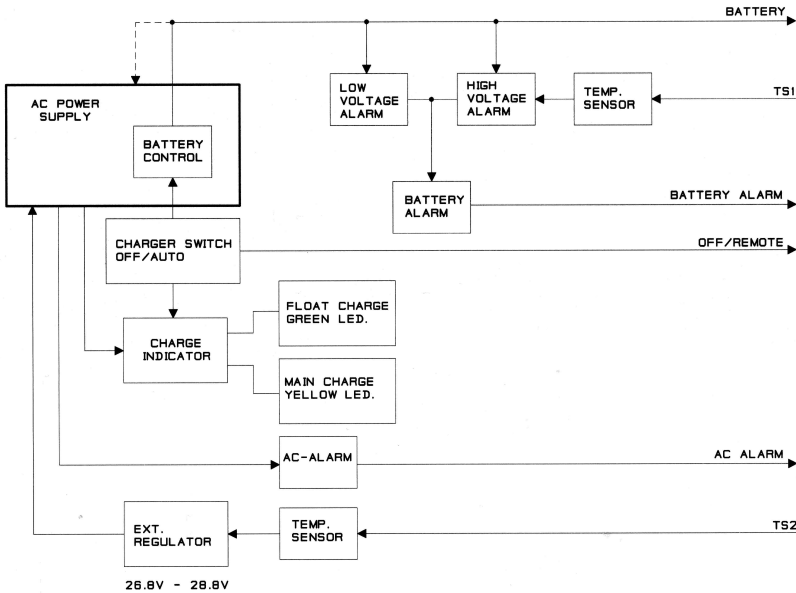 BATTERY
LOW
VOLTAGE
ALARM
HIGH
VOLTAGE
ALARM
TEMP.
SENSOR
TS1
AC POWER
SUPPLY
BATTERY
CONTROL
BATTERY
ALARM
BATTERY ALARM
CHARGER SWITCH
OFF/AUTO
OFF/REMOTE
FLOAT CHARGE
GREEN LED.
CHARGE
INDICATOR
MAIN CHARGE
YELLOW LED.
AC-ALARM
AC ALARM
EXT.
REGULATOR
TEMP.
SENSOR
TS2
26.8V - 28.8V